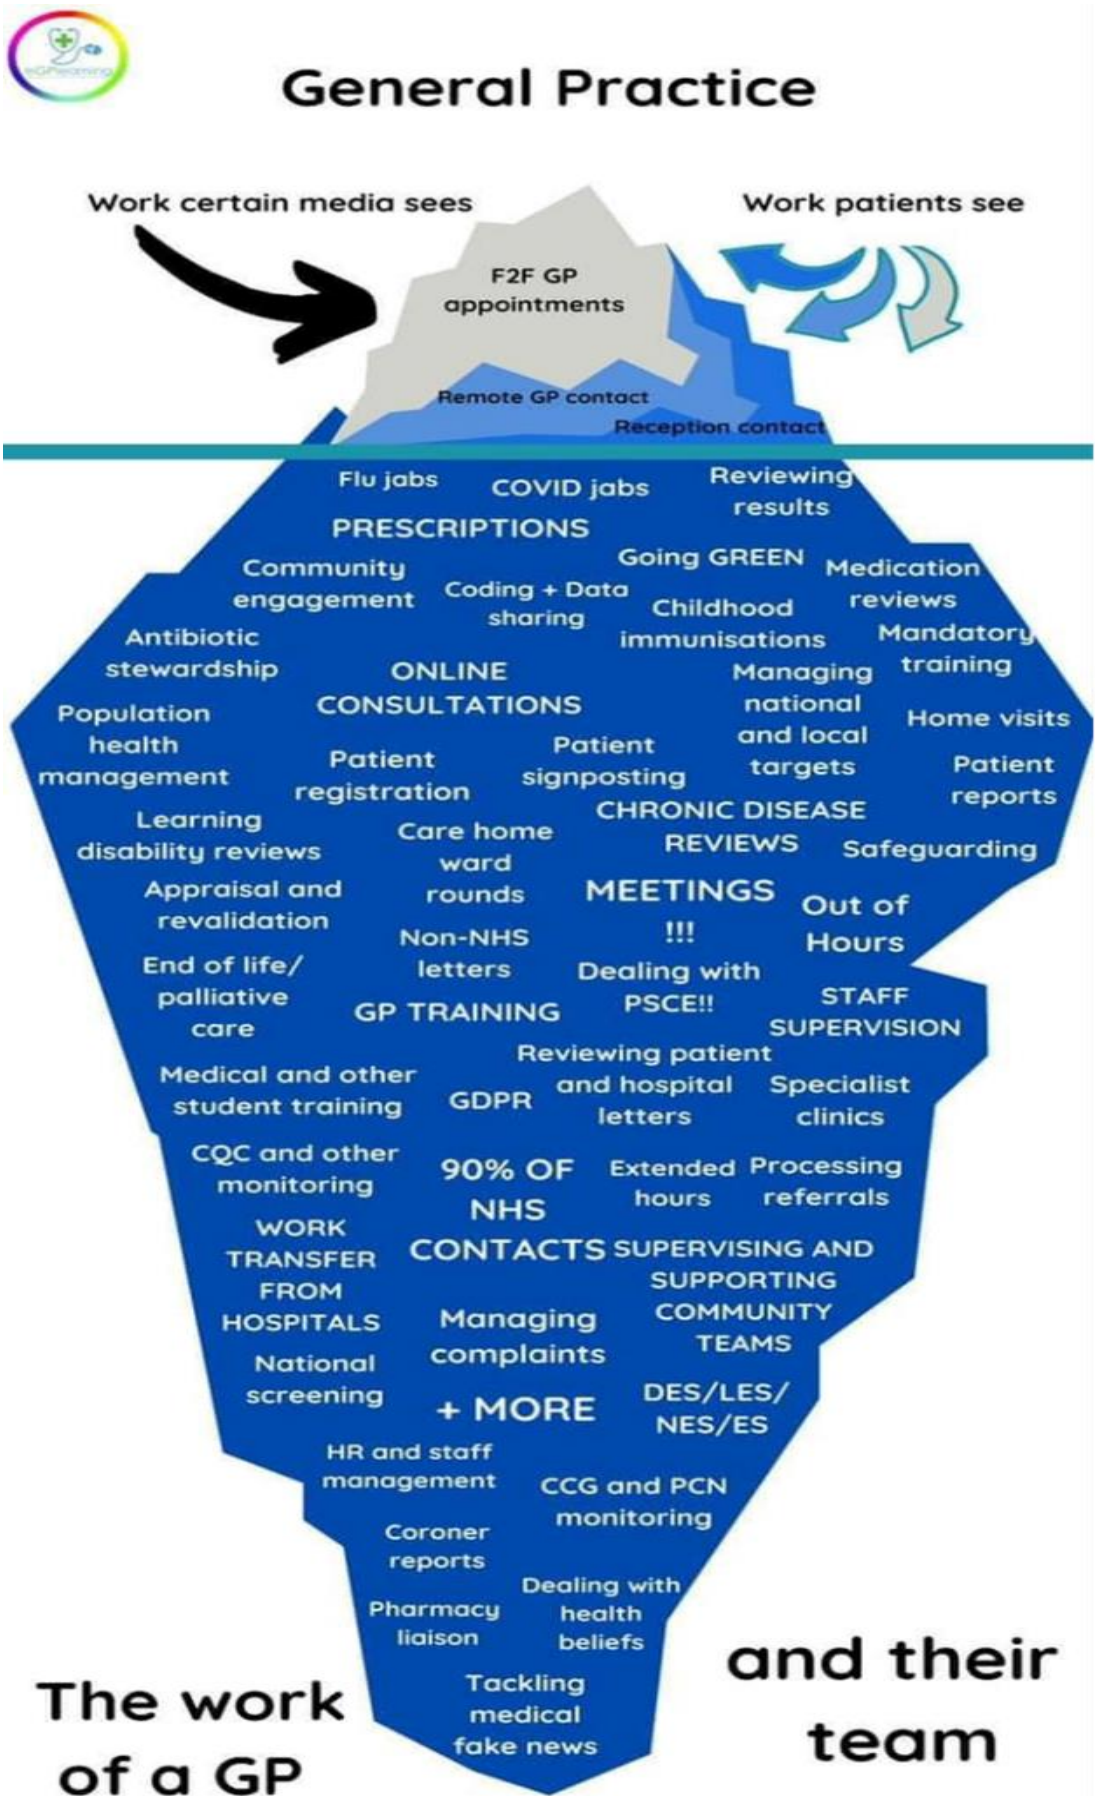 eGPlearning
General Practice
Work certain media sees
Work patients see
F2F GP
appointments
Remote GP contact
Reception contact
Flu jabs
COVID jabs
Reviewing
results
PRESCRIPTIONS
Community
engagement
Coding + Data
sharing
Going GREEN
Childhood
immunisations
Medication
reviews
Antibiotic
stewardship
ONLINE
CONSULTATIONS
Managing
national
and local
targets
Mandatory
training
Population
health
management
Patient
registration
Patient
signposting
Home visits
Patient
reports
Learning
disability reviews
Care home
ward
rounds
CHRONIC DISEASE
REVIEWS
Safeguarding
Appraisal and
revalidation
MEETINGS
!!!
Out of
Hours
Non-NHS
letters
End of life/
palliative
care
Dealing with
PSCE!!
GP TRAINING
STAFF
SUPERVISION
Medical and other
student training
GDPR
Reviewing patient
and hospital
letters
Specialist
clinics
CQC and other
monitoring
90% OF
NHS
CONTACTS
Extended
hours
Processing
referrals
WORK
TRANSFER
FROM
HOSPITALS
SUPERVISING AND
SUPPORTING
COMMUNITY
TEAMS
Managing
complaints
National
screening
+ MORE
DES/LES/
NES/ES
HR and staff
management
CCG and PCN
monitoring
Coroner
reports
Dealing with
health
beliefs
Pharmacy
liaison
Tackling
medical
fake news
The work
of a GP
and their
team